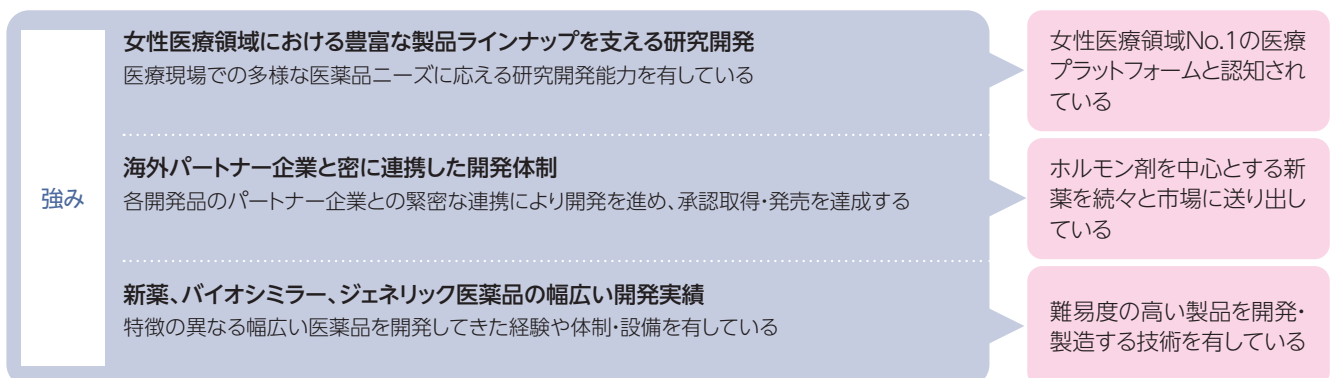 強み
女性医療領域における豊富な製品ラインナップを支える研究開発
医療現場での多様な医薬品ニーズに応える研究開発能力を有している
女性医療領域No.1の医療
プラットフォームと認知され
ている
海外パートナー企業と密に連携した開発体制
各開発品のパートナー企業との緊密な連携により開発を進め、承認取得・発売を達成する
ホルモン剤を中心とする新
薬を続々と市場に送り出し
ている
新薬、バイオシミラー、ジェネリック医薬品の幅広い開発実績
特徴の異なる幅広い医薬品を開発してきた経験や体制・設備を有している
難易度の高い製品を開発・
製造する技術を有している